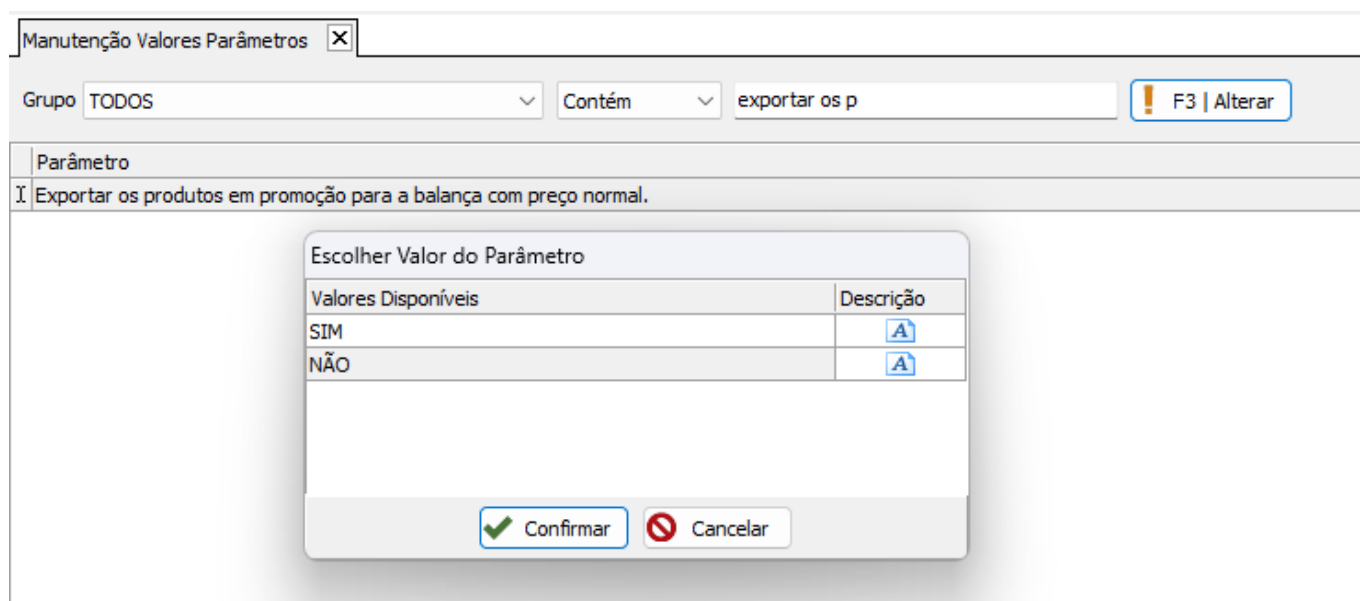 Manutenção Valores Parâmetros
Grupo TODOS Contém exportar os p F3 | Alterar
Parâmetro
Exportar os produtos em promoção para a balança com preço normal.
Escolher Valor do Parâmetro
Valores Disponíveis Descrição
SIM A
NÃO A
Confirmar Cancelar